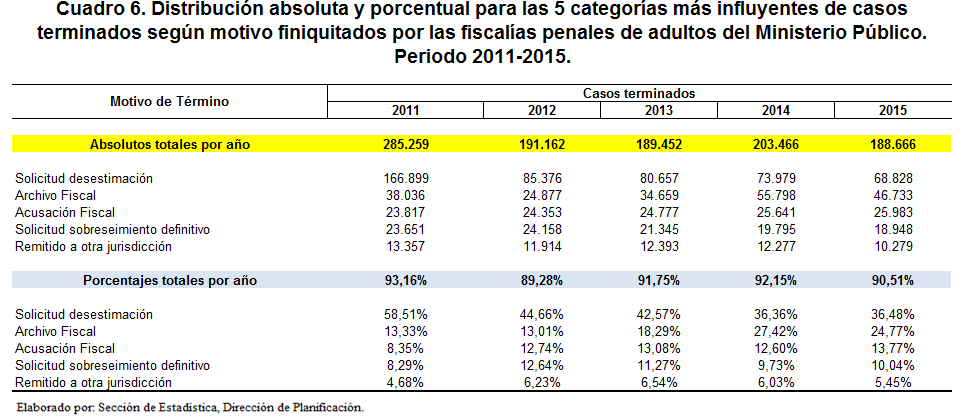 Cuadro 6. Distribución absoluta y porcentual para las 5 categorías más influyentes de casos
terminados según motivo finiquitados por las fiscalías penales de adultos del Ministerio Público.
Periodo 2011-2015.
Motivo de Término Casos terminados
2011 2012 2013 2014 2015
Absolutos totales por año 285.259 191.162 189.452 203.466 188.666
Solicitud desestimación 166.899 85.376 80.657 73.979 68.828
Archivo Fiscal 38.036 24.877 34.659 55.798 46.733
Acusación Fiscal 23.817 24.353 24.777 25.641 25.983
Solicitud sobreseimiento definitivo 23.651 24.158 21.345 19.795 18.948
Remitido a otra jurisdicción 13.357 11.914 12.393 12.277 10.279
Porcentajes totales por año 93,16% 89,28% 91,75% 92,15% 90,51%
Solicitud desestimación 58,51% 44,66% 42,57% 36,36% 36,48%
Archivo Fiscal 13,33% 13,01% 18,29% 27,42% 24,77%
Acusación Fiscal 8,35% 12,74% 13,08% 12,60% 13,77%
Solicitud sobreseimiento definitivo 8,29% 12,64% 11,27% 9,73% 10,04%
Remitido a otra jurisdicción 4,68% 6,23% 6,54% 6,03% 5,45%
Elaborado por: Sección de Estadística, Dirección de Planificación.